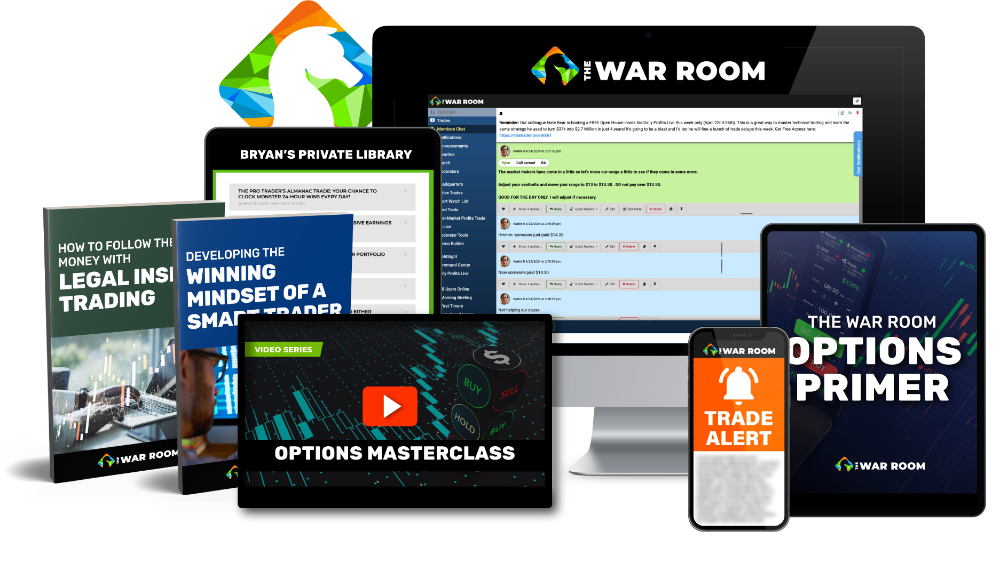 THE WAR ROOM
THE WAR ROOM
Tacticians
Trades
Members Chat
otifications
nouncements
vorites
arch
oderators
adquarters
tive Trades
art Watch List
nd Trade
st-Market Profits Trade
Live
oderator Tools
omo Builder
ofitSight
mmand Center
ily Profits Live
8 Users Online
Morning Briefing
First Timers
Reminder: Our colleague Nate Bear is hosting a FREE Open House inside his Daily Profits Live this week only (April 22nd-26th). This is a great way to master technical trading and learn the
same strategy he used to turn $37k into $2.7 Million in just 4 years! It's going to be a blast and I'd bet he will fine a bunch of trade setups this week. Get Free Access here:
https://mtatrader.pro/WAR1
Get Notifications
Karim R 4/24/2024 at 2:37:32 pm
Open Call spread BA
The market makers have come in a little so let's move our range a little to see if they come in some more.
Adjust your seatbelts and move your range to $13 to $13.50 . DO not pay over $13.50.
GOOD FOR THE DAY ONLY. I will adjust if necessary.
Show 5 replies... Reply Quick Replies Edit Edit Trade Delete
Karim R 4/24/2024 at 2:39:05 pm
Hmmm -someone just paid $14.26.
Show 2 replies... Reply Quick Replies Edit Delete
Karim R 4/24/2024 at 2:40:05 pm
Now someone paid $14.30
Show 1 replies... Reply Quick Replies Edit Delete
Karim R 4/24/2024 at 2:40:21 pm
Not helping our cause.
BRYAN'S PRIVATE LIBRARY
THE PRO TRADER'S ALMANAC TRADE: YOUR CHANCE TO
CLOCK MONSTER 24-HOUR WINS EVERY DAY!
By Bryan Bottarelli, Head Trade Tactician
SIVE EARNINGS
R PORTFOLIO
O EITHER
HOW TO FOLLOW THE
MONEY WITH
LEGAL INSI
TRADING
THE WAR ROOM
DEVELOPING THE
WINNING
MINDSET OF A
SMART TRADER
VIDEO SERIES
$
BUY
SELL
HOLD
BUY
OPTIONS MASTERCLASS
THE WAR ROOM
TRADE
ALERT
EOS
Ripple
$1260
Time
08:30 AM GMT
Bet
Amount
THE WAR ROOM
OPTIONS
PRIMER
THE WAR ROOM